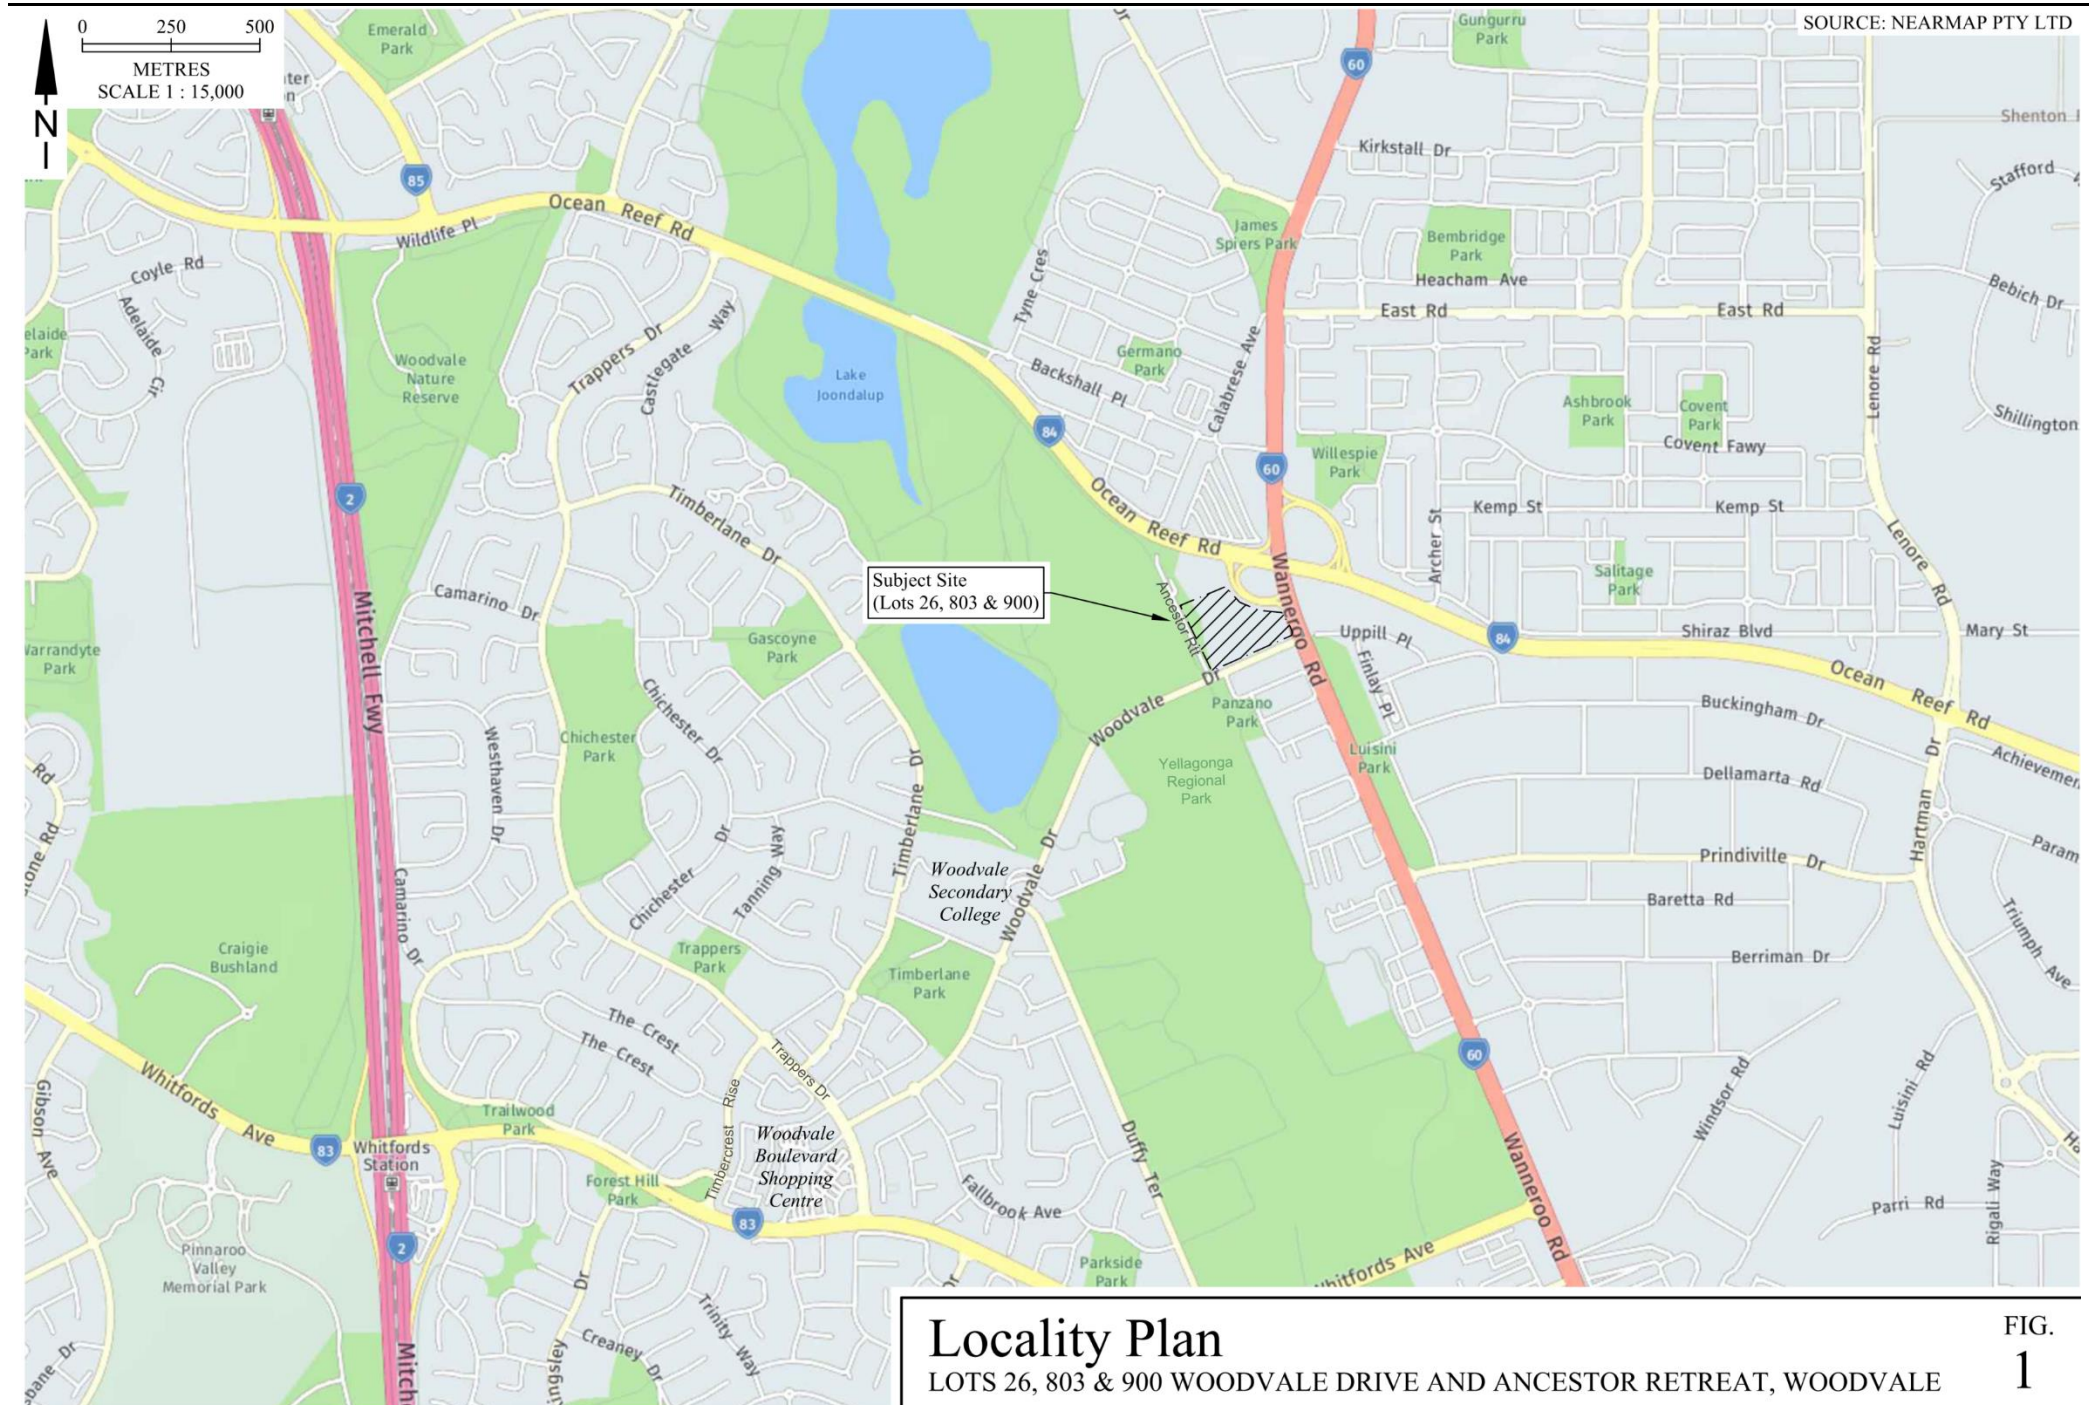 0 250 500
METRES
SCALE 1 : 15,000
N
SOURCE: NEARMAP PTY LTD
Emerald
Park
Gungurru
Park
60
Shenton
Kirkstall Dr
Stafford
85
Ocean Reef Rd
Wildlife Pl
James
Spiers Park
Bembridge
Park
Heacham Ave
Coyle Rd
Adelaide Cir
Tyne Cres
East Rd
East Rd
Bebich Dr
Park
Woodvale
Nature
Reserve
Trappers Dr
Castlegate Way
Lake
Joondalup
Backshall Pl
Germano
Park
Calabrese Ave
Lenore Rd
Ashbrook
Park
Covent
Park
Covent Fawy
Shillington
84
Willespie
Park
60
2
Timberlane Dr
Ocean Reef Rd
Archer St
Kemp St
Kemp St
Lenore Rd
Subject Site
(Lots 26, 803 & 900)
Ancestor Rtt
Wanneroo Rd
Salitage
Park
Camarino Dr
Mitchell Fwy
Gascoyne
Park
Uppill Pl
Finlay Pl
84
Shiraz Blvd
Mary St
Park
Chichester Dr
Woodvale Dr
Panzano
Park
Ocean Reef Rd
Buckingham Dr
Westhaven Dr
Chichester
Park
Timberlane Dr
Yellagonga
Regional
Park
Luisini
Park
Dellamarta Rd
Hartman Dr
Rd
Chichester Dr
Tanning Way
Woodvale Dr
Prindiville Dr
Camarino Dr
Woodvale
Secondary
College
Baretta Rd
Triumph Ave
Craigie
Bushland
Trappers
Park
Timberlane
Park
Berriman Dr
The Crest
The Crest
Trappers Dr
60
Whitfords Ave
Gibson Ave
Timbercrest Rise
Windsor Rd
Luisini Rd
Trailwood
Park
83
Whitfords
Station
Woodvale
Boulevard
Shopping
Centre
Duffy Ter
Wanneroo Rd
Forest Hill
Park
Fallbrook Ave
Parri Rd
Rigali Way
83
2
Pinnaroo
Valley
Memorial Park
Parkside
Park
Dr
Trinity Way
Creaney Dr
Locality Plan
LOTS 26, 803 & 900 WOODVALE DRIVE AND ANCESTOR RETREAT, WOODVALE
FIG.
1